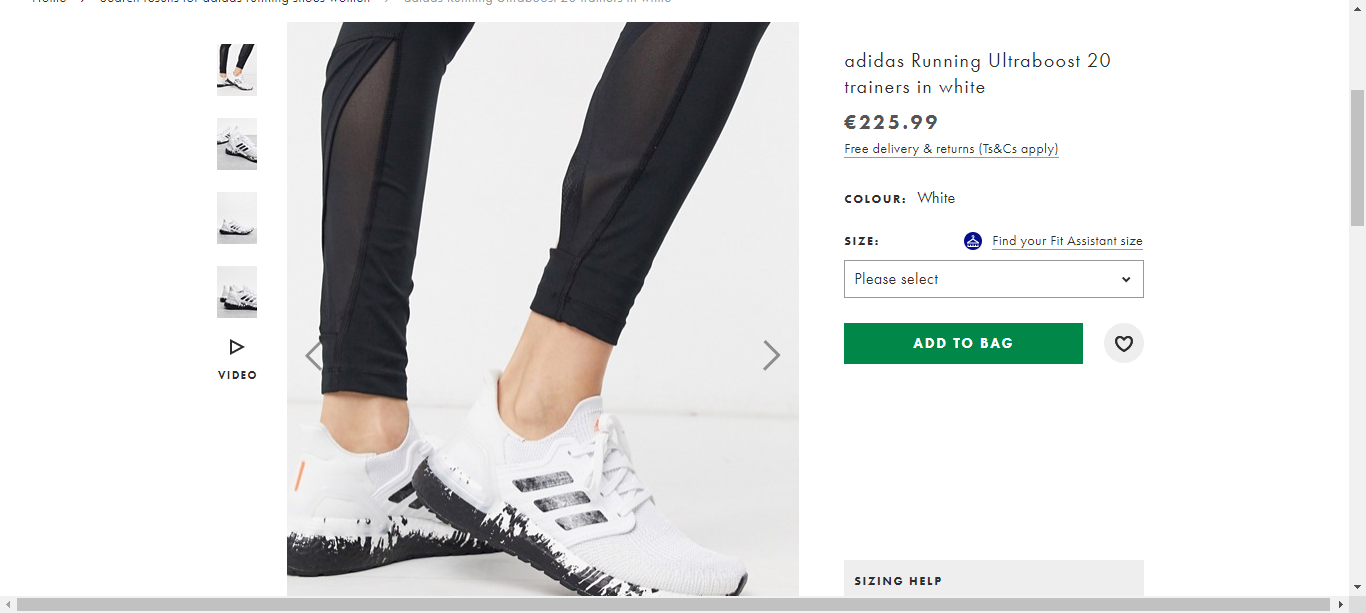 Home
Search results for adidas running shoes women
adidas Running Ultraboost 20 trainers in white
adidas Running Ultraboost 20
trainers in white
€225.99
Free delivery & returns (Ts&Cs apply)
COLOUR: White
SIZE:
Find your Fit Assistant size
Please select
ADD TO BAG
VIDEO
SIZING HELP